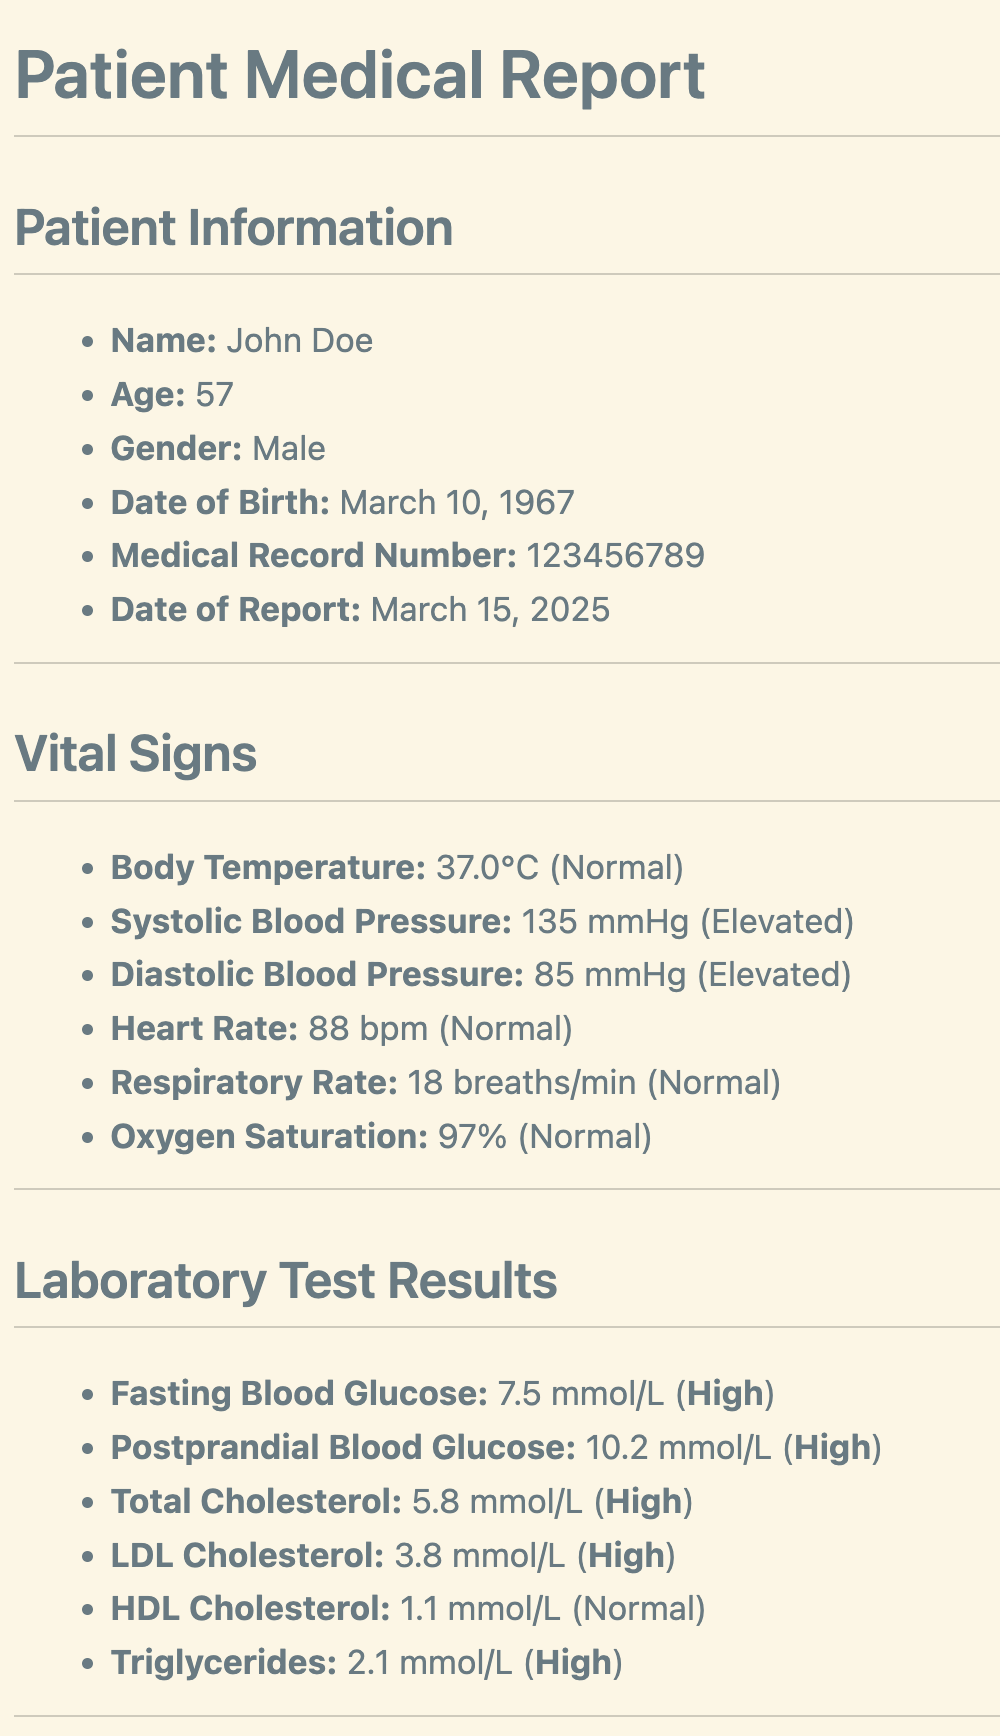 Patient Medical Report
Patient Information
• Name: John Doe
• Age: 57
• Gender: Male
• Date of Birth: March 10, 1967
• Medical Record Number: 123456789
• Date of Report: March 15, 2025
Vital Signs
• Body Temperature: 37.0°C (Normal)
• Systolic Blood Pressure: 135 mmHg (Elevated)
• Diastolic Blood Pressure: 85 mmHg (Elevated)
• Heart Rate: 88 bpm (Normal)
• Respiratory Rate: 18 breaths/min (Normal)
• Oxygen Saturation: 97% (Normal)
Laboratory Test Results
• Fasting Blood Glucose: 7.5 mmol/L (High)
• Postprandial Blood Glucose: 10.2 mmol/L (High)
• Total Cholesterol: 5.8 mmol/L (High)
• LDL Cholesterol: 3.8 mmol/L (High)
• HDL Cholesterol: 1.1 mmol/L (Normal)
• Triglycerides: 2.1 mmol/L (High)